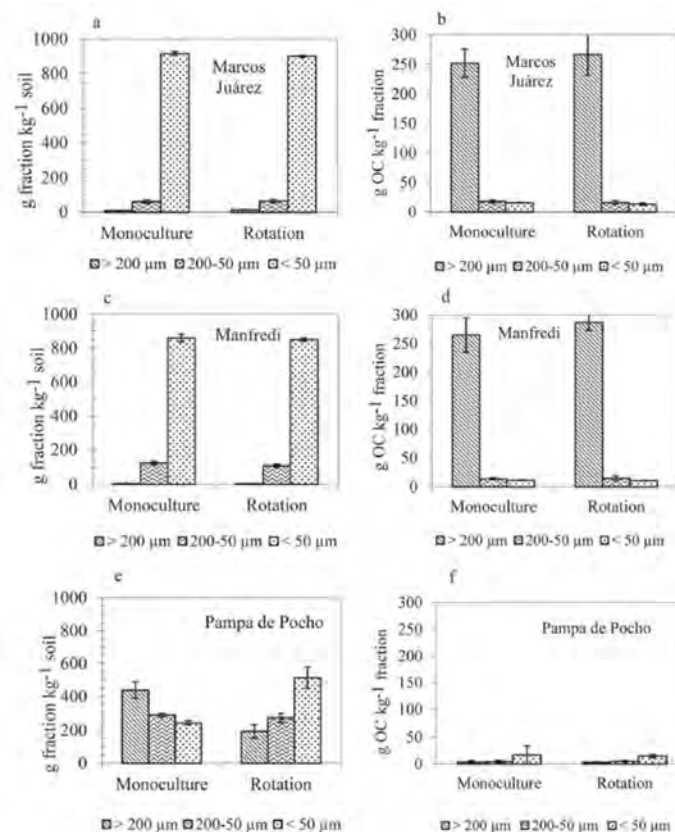 a
g fraction kg⁻¹ soil
1000
800
600
400
200
0
Marcos
Juárez
Monoculture Rotation
> 200 µm 200-50 µm < 50 µm
b
g OC kg⁻¹ fraction
300
250
200
150
100
50
0
Marcos
Juárez
Monoculture Rotation
> 200 µm 200-50 µm < 50 µm
c
g fraction kg⁻¹ soil
1000
800
600
400
200
0
Manfredi
Monoculture Rotation
> 200 µm 200-50 µm < 50 µm
d
g OC kg⁻¹ fraction
300
250
200
150
100
50
0
Manfredi
Monoculture Rotation
> 200 µm 200-50 µm < 50 µm
e
g fraction kg⁻¹ soil
1000
800
600
400
200
0
Pampa de Pocho
Monoculture Rotation
> 200 µm 200-50 µm < 50 µm
f
g OC kg⁻¹ fraction
300
250
200
150
100
50
0
Pampa de Pocho
Monoculture Rotation
> 200 µm 200-50 µm < 50 µm